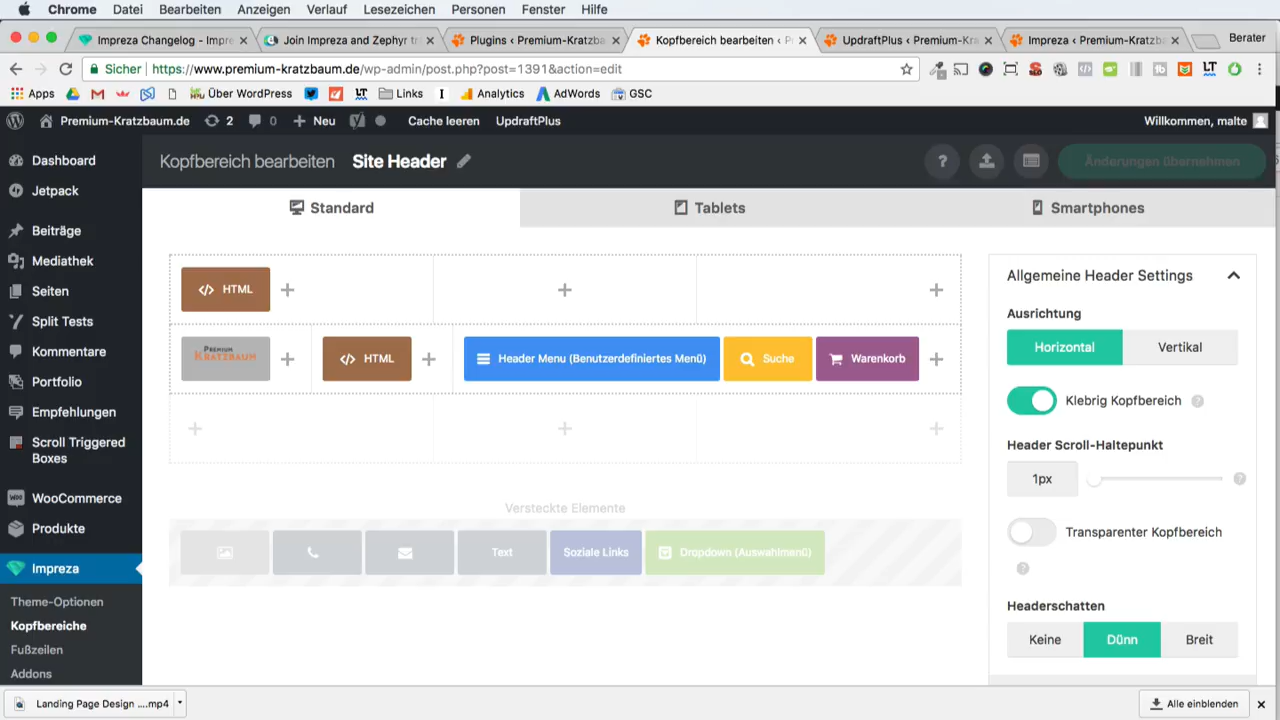 Chrome Datei Bearbeiten Anzeigen Verlauf Lesezeichen Personen Fenster Hilfe
Impreza Changelog - Impre Join Impreza and Zephyr tr Plugins ‹ Premium-Kratzba Kopfbereich bearbeiten ‹ P UpdraftPlus ‹ Premium-Kra Impreza ‹ Premium-Kratzba Berater
Sicher https://www.premium-kratzbaum.de/wp-admin/post.php?post=1391&action=edit
Apps Über WordPress Links Analytics AdWords GSC
Premium-Kratzbaum.de 2 0 Neu Cache leeren UpdraftPlus Willkommen, malte
Dashboard
Jetpack
Beiträge
Mediathek
Seiten
Split Tests
Kommentare
Portfolio
Empfehlungen
Scroll Triggered
Boxes
WooCommerce
Produkte
Impreza
Theme-Optionen
Kopfbereiche
Fußzeilen
Addons
Kopfbereich bearbeiten Site Header ? Änderungen übernehmen
Standard Tablets Smartphones
HTML
PREMIUM
KRATZBAUM
HTML Header Menu (Benutzerdefiniertes Menü) Suche Warenkorb
Versteckte Elemente
Text Soziale Links Dropdown (Auswahlmanü)
Allgemeine Header Settings
Ausrichtung
Horizontal Vertikal
Klebrig Kopfbereich ?
Header Scroll-Haltepunkt
1px ?
Transparenter Kopfbereich
?
Headerschatten
Keine Dünn Breit
Landing Page Design ....mp4 Alle einblenden